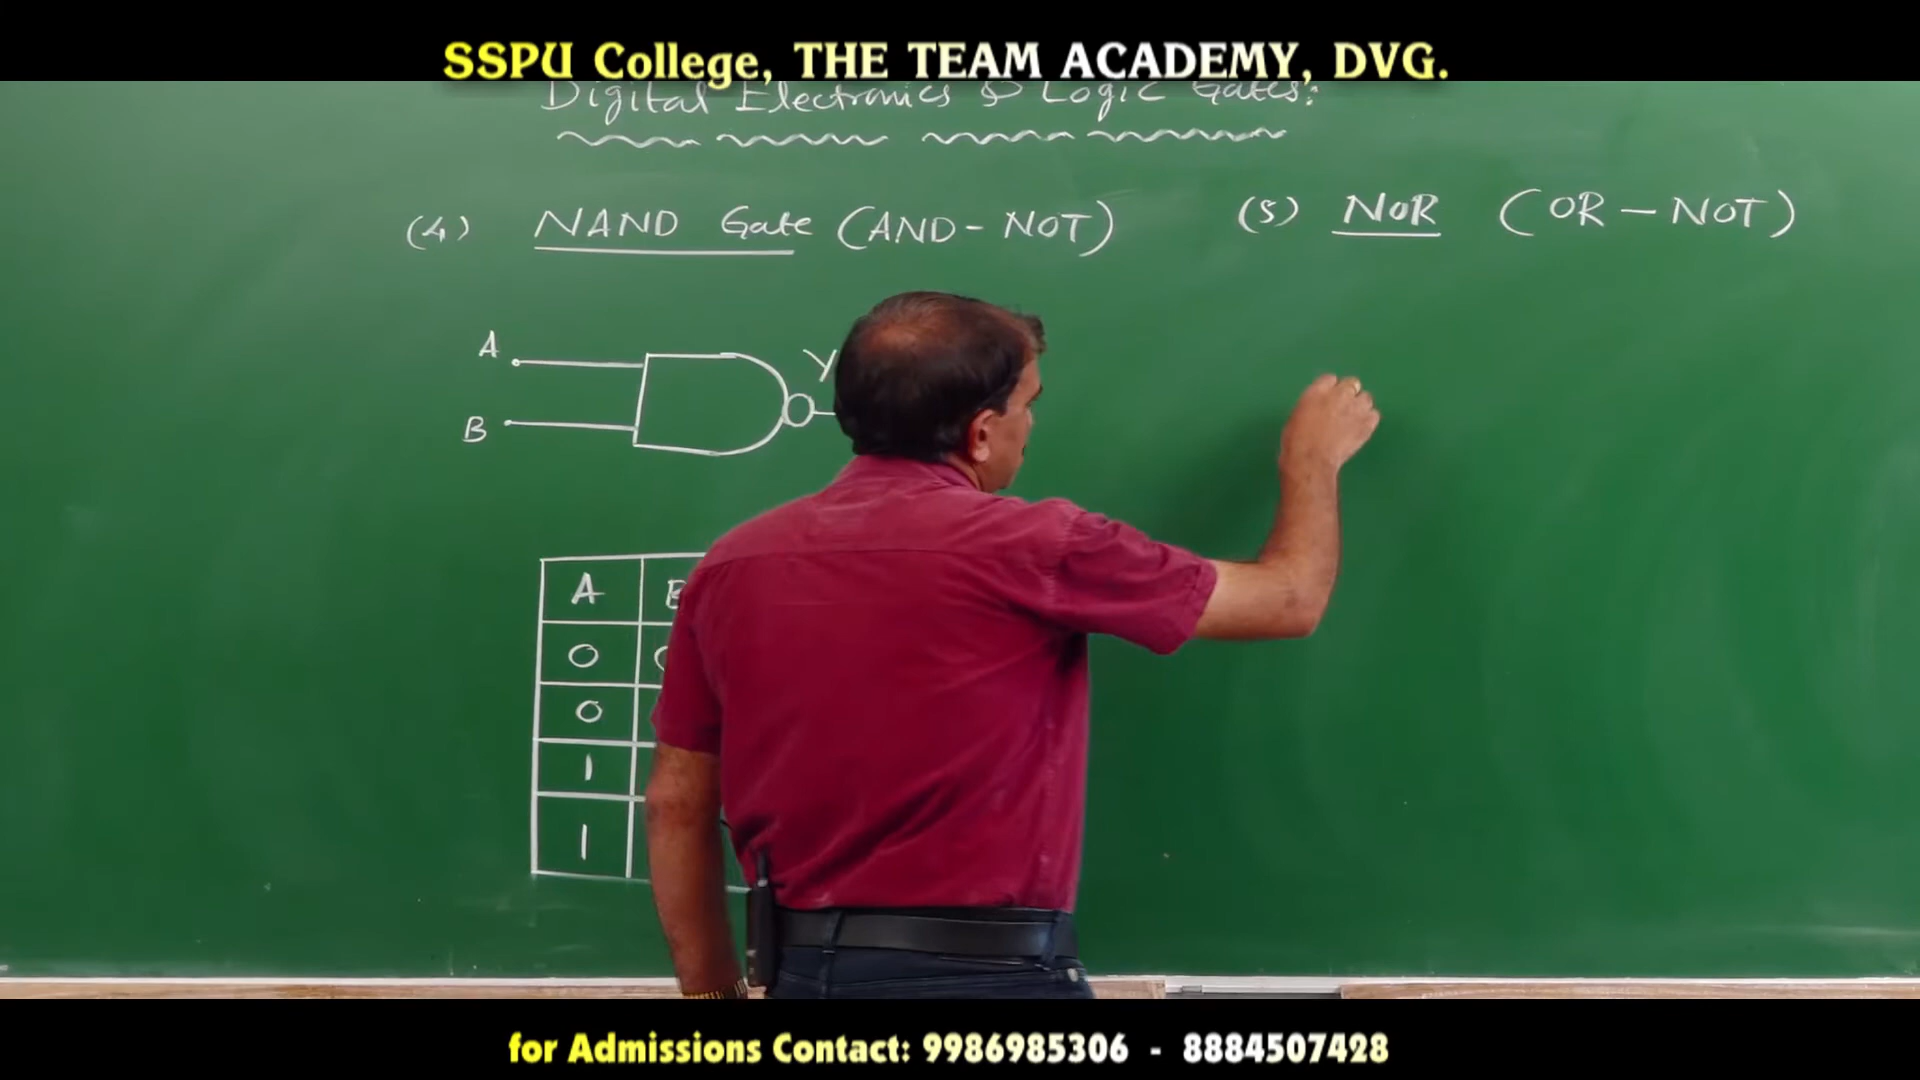 SSPU College, THE TEAM ACADEMY, DVG.
Digital Electronics & Logic Gates:
(4) NAND Gate (AND-NOT)
(5) NOR (OR-NOT)
A
Y
B
A
0
0
1
1
for Admissions Contact: 9986985306 - 8884507428